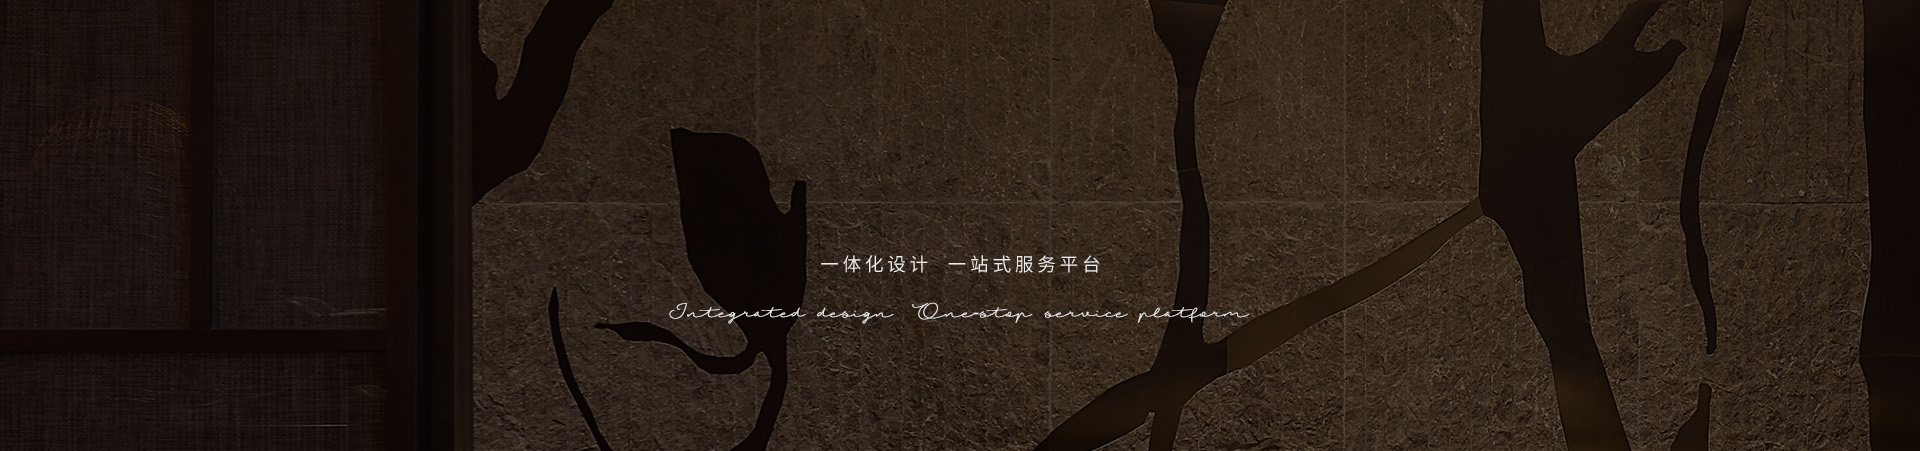 一体化设计 一站式服务平台
Integrated design One-stop service platform